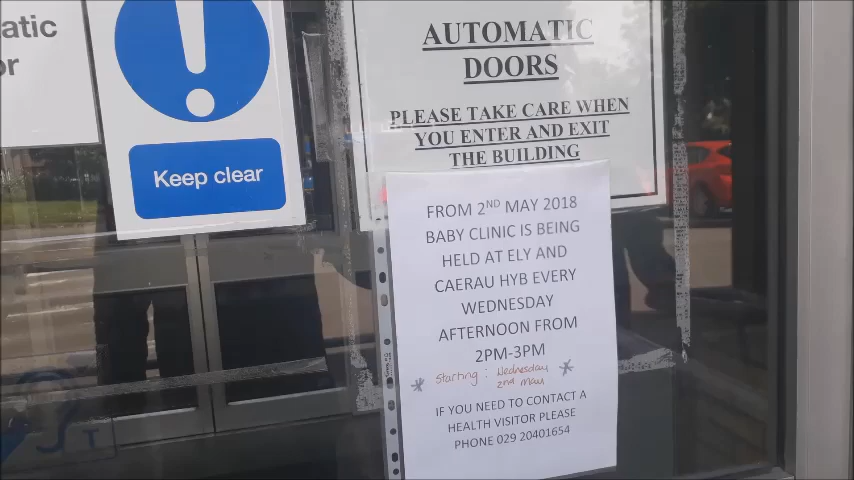 atic
or
Keep clear
AUTOMATIC
DOORS
PLEASE TAKE CARE WHEN
YOU ENTER AND EXIT
THE BUILDING
FROM 2ND MAY 2018
BABY CLINIC IS BEING
HELD AT ELY AND
CAERAU HYB EVERY
WEDNESDAY
AFTERNOON FROM
2PM-3PM
* Starting : Wednesday *
2nd May
IF YOU NEED TO CONTACT A
HEALTH VISITOR PLEASE
PHONE 029 20401654